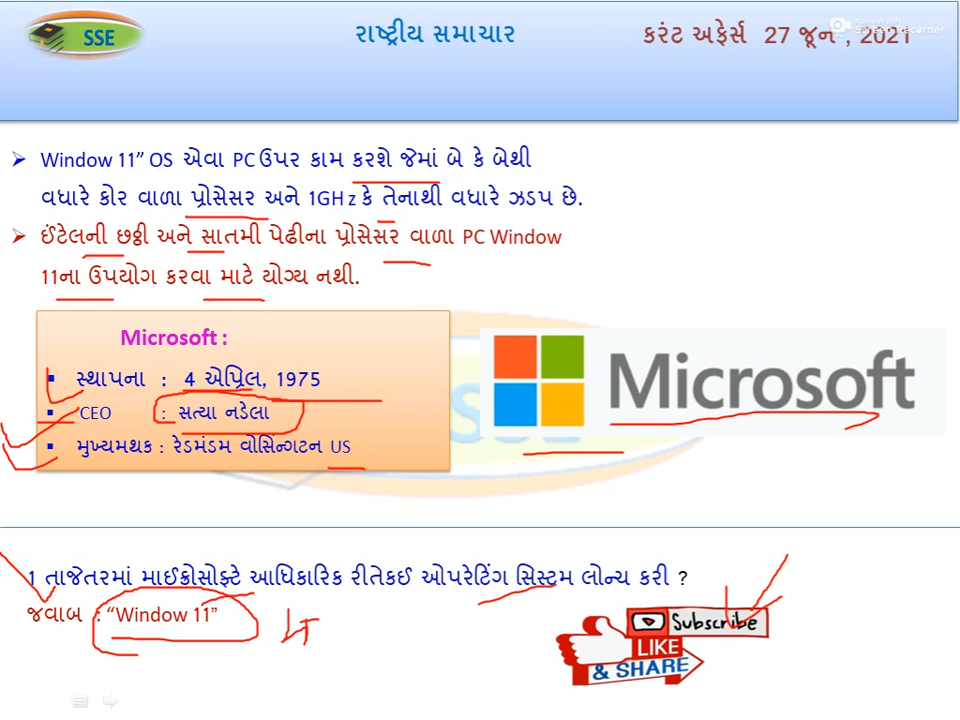 SSE
રાષ્ટ્રીય સમાચાર
કરંટ અફેર્સ 27 જૂન , 2021
Screen Recorder
➢ Window 11” OS એવા PC ઉપર કામ કરશે જેમાં બે કે બેથી
વધારે કોર વાળા પ્રોસેસર અને 1GHz કે તેનાથી વધારે ઝડપ છે.
➢ ઈંટેલની છઠ્ઠી અને સાતમી પેઢીના પ્રોસેસર વાળા PC Window
11ના ઉપયોગ કરવા માટે યોગ્ય નથી.
Microsoft :
▪ સ્થાપના : 4 એપ્રિલ, 1975
▪ CEO : સત્યા નડેલા
▪ મુખ્યમથક : રેડમંડમ વોસિન્ગટન US
Microsoft
1 તાજેતરમાં માઈક્રોસોફ્ટે આધિકારિક રીતેકઈ ઓપરેટિંગ સિસ્ટમ લોન્ચ કરી ?
જવાબ : “Window 11”
Subscribe
LIKE
& SHARE